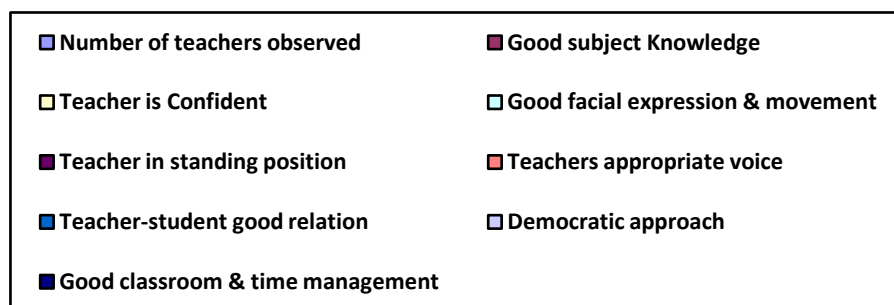 Number of teachers observed
Good subject Knowledge
Teacher is Confident
Good facial expression & movement
Teacher in standing position
Teachers appropriate voice
Teacher-student good relation
Democratic approach
Good classroom & time management